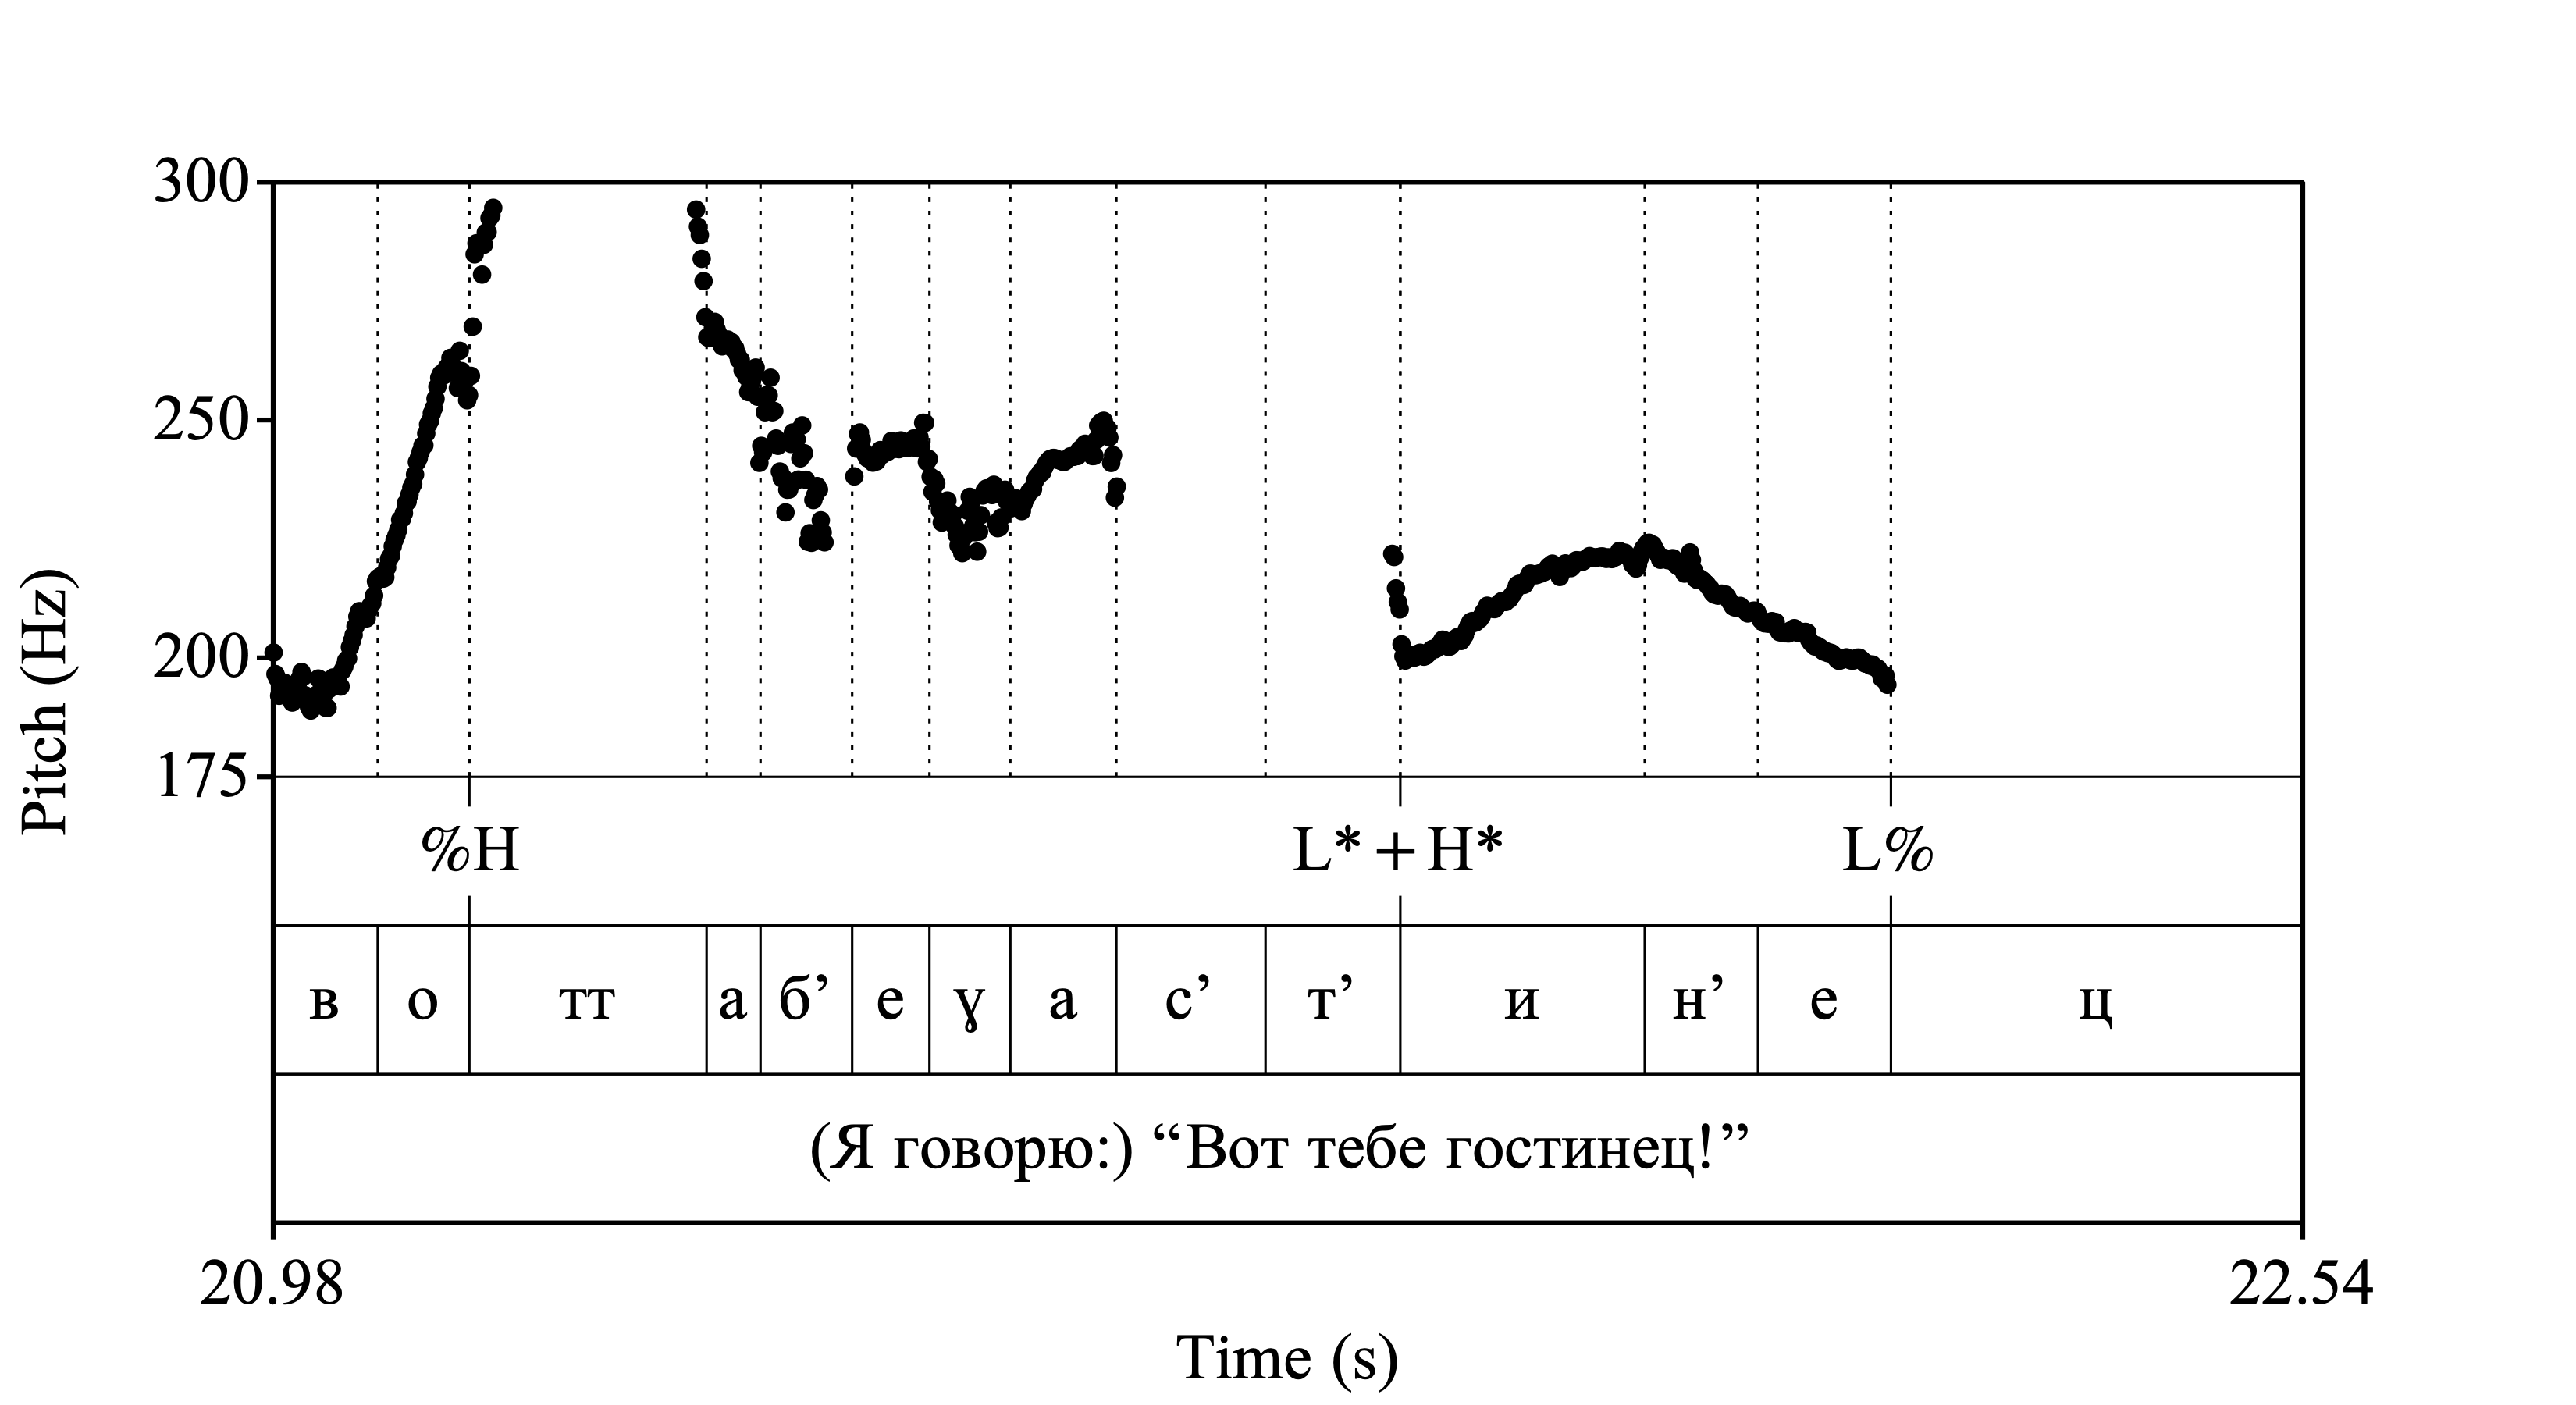 300
250
200
175
Pitch (Hz)
%H L*+H* L%
в о тт а б’ е ɣ а с’ т’ и н’ е ц
(Я говорю:) “Вот тебе гостинец!”
20.98 22.54
Time (s)